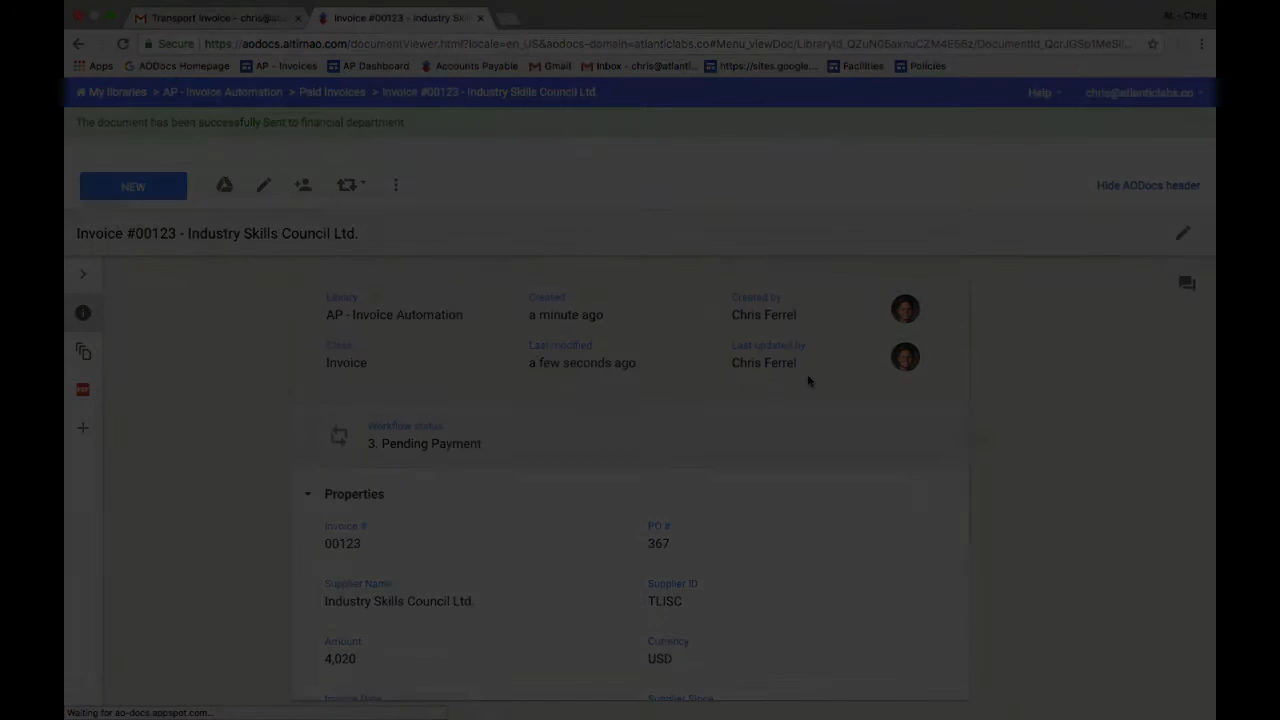 Transport Invoice - chris@at...
Invoice #00123 - Industry Skil
AL - Chris
Secure https://aodocs.altirnao.com/documentViewer.html?locale=en_US&aodocs-domain=atlanticlabs.co#Menu_viewDoc/LibraryId_
Apps AODocs Homepage AP - Invoices AP Dashboard Accounts Payable Gmail Inbox - chris@atlanti... https://sites.google... Facilities Policies
My libraries > AP - Invoice Automation > Paid Invoices > Invoice #00123 - Industry Skills Council Ltd.
Help chris@atlanticlabs.co
The document has been successfully Sent to financial department
NEW
Hide AODocs header
Invoice #00123 - Industry Skills Council Ltd.
Library Created Created by
AP - Invoice Automation a minute ago Chris Ferrel
Class Last modified Last updated by
Invoice a few seconds ago Chris Ferrel
Workflow status
3. Pending Payment
Properties
Invoice # PO #
00123 367
Supplier Name Supplier ID
Industry Skills Council Ltd. TLISC
Amount Currency
4,020 USD
Invoice Date Supplier Since
Waiting for ao-docs.appspot.com...